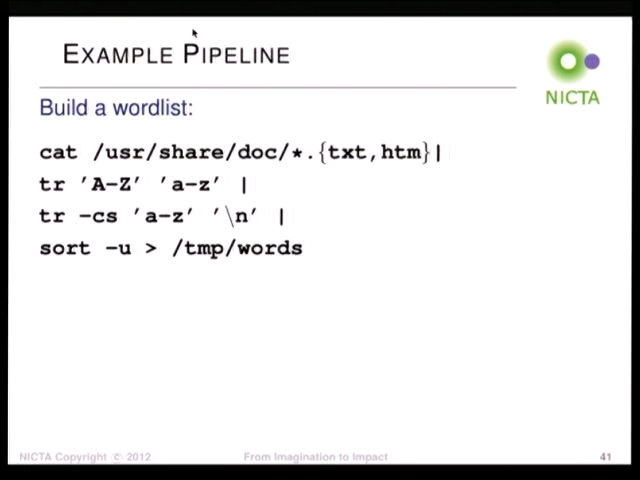 EXAMPLE PIPELINE
NICTA
Build a wordlist:
cat /usr/share/doc/*.{txt,htm}|
tr 'A-Z' 'a-z' |
tr -cs 'a-z' '\n' |
sort -u > /tmp/words
NICTA Copyright © 2012 From Imagination to Impact 41